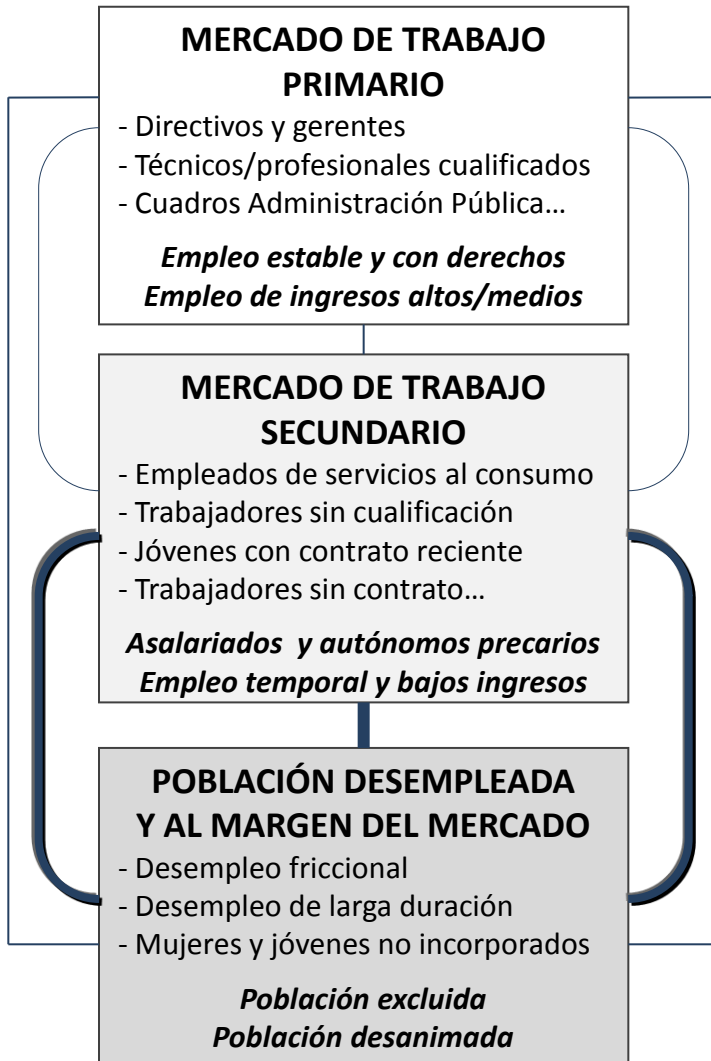 MERCADO DE TRABAJO
PRIMARIO
- Directivos y gerentes
- Técnicos/profesionales cualificados
- Cuadros Administración Pública…
Empleo estable y con derechos
Empleo de ingresos altos/medios
MERCADO DE TRABAJO
SECUNDARIO
- Empleados de servicios al consumo
- Trabajadores sin cualificación
- Jóvenes con contrato reciente
- Trabajadores sin contrato…
Asalariados y autónomos precarios
Empleo temporal y bajos ingresos
POBLACIÓN DESEMPLEADA
Y AL MARGEN DEL MERCADO
- Desempleo friccional
- Desempleo de larga duración
- Mujeres y jóvenes no incorporados
Población excluida
Población desanimada